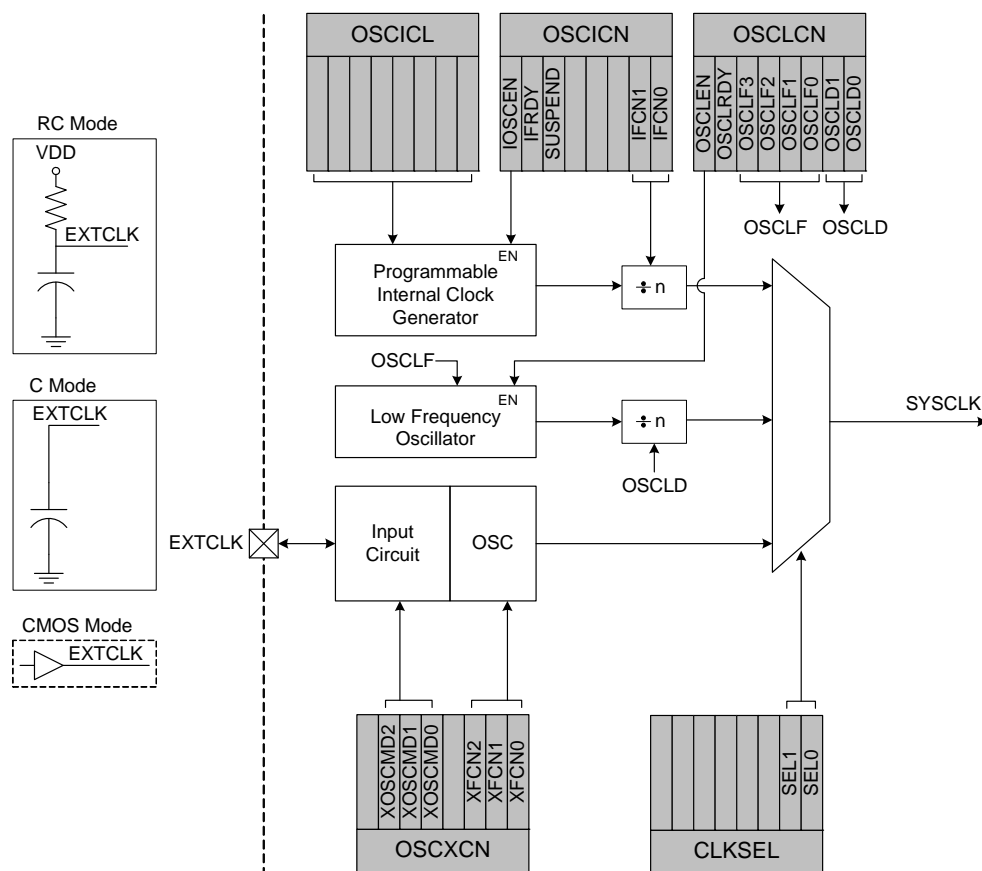 OSCICL
OSCICN
OSCLCN
IOSCEN
IFRDY
SUSPEND
IFCN1
IFCN0
OSCLEN
OSCLRDY
OSCLF3
OSCLF2
OSCLF1
OSCLF0
OSCLD1
OSCLD0
RC Mode
VDD
EXTCLK
OSCLF
OSCLD
EN
Programmable
Internal Clock
Generator
÷ n
OSCLF
C Mode
EXTCLK
EN
Low Frequency
Oscillator
÷ n
OSCLD
SYSCLK
EXTCLK
Input
Circuit
OSC
CMOS Mode
EXTCLK
XOSCMD2
XOSCMD1
XOSCMD0
XFCN2
XFCN1
XFCN0
OSCXCN
SEL1
SEL0
CLKSEL